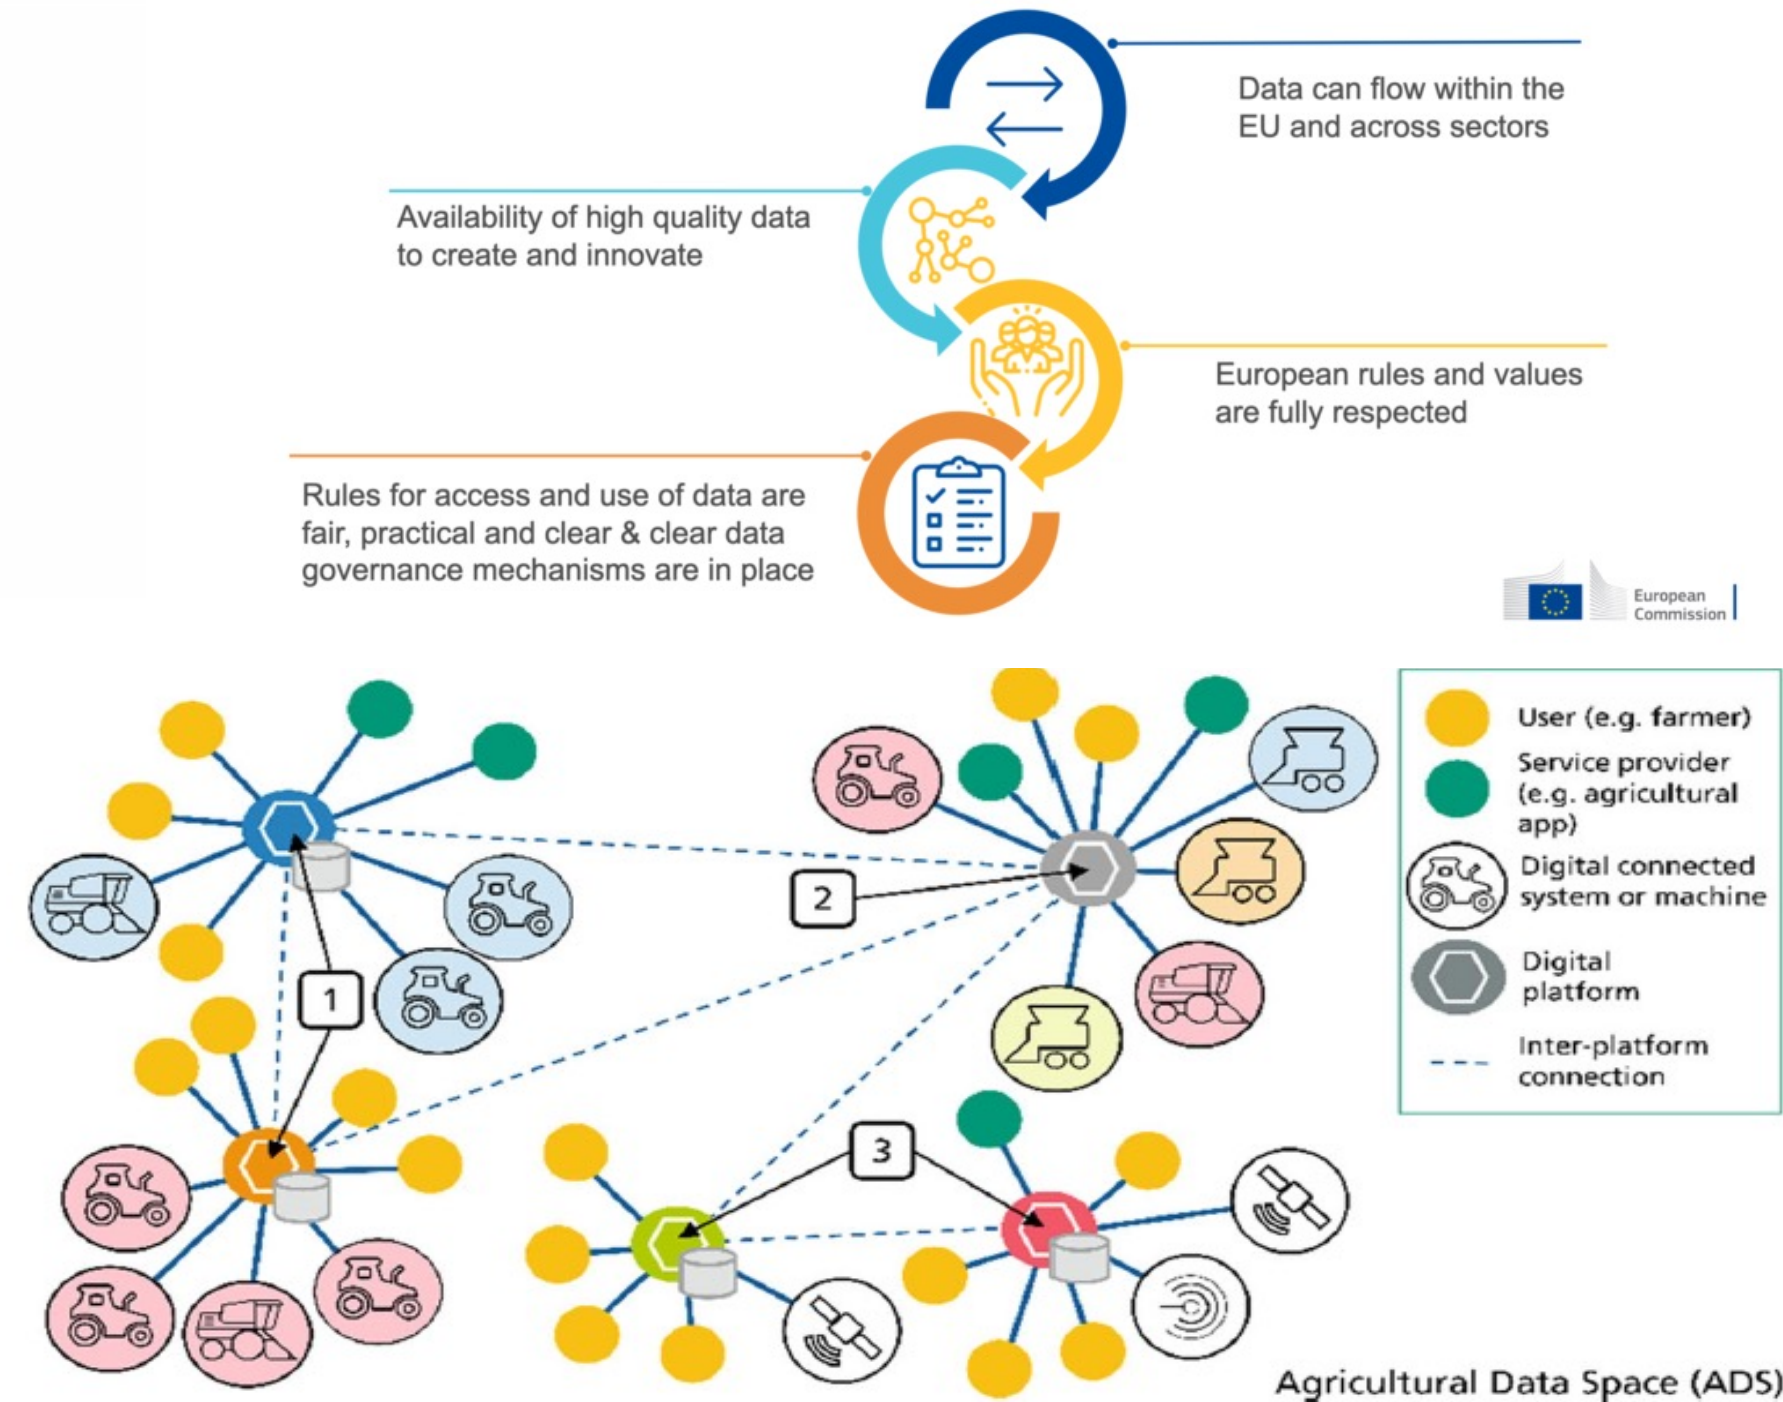 Data can flow within the
EU and across sectors
Availability of high quality data
to create and innovate
European rules and values
are fully respected
Rules for access and use of data are
fair, practical and clear & clear data
governance mechanisms are in place
European
Commission
User (e.g. farmer)
Service provider
(e.g. agricultural
app)
Digital connected
system or machine
Digital
platform
Inter-platform
connection
2
1
3
Agricultural Data Space (ADS)